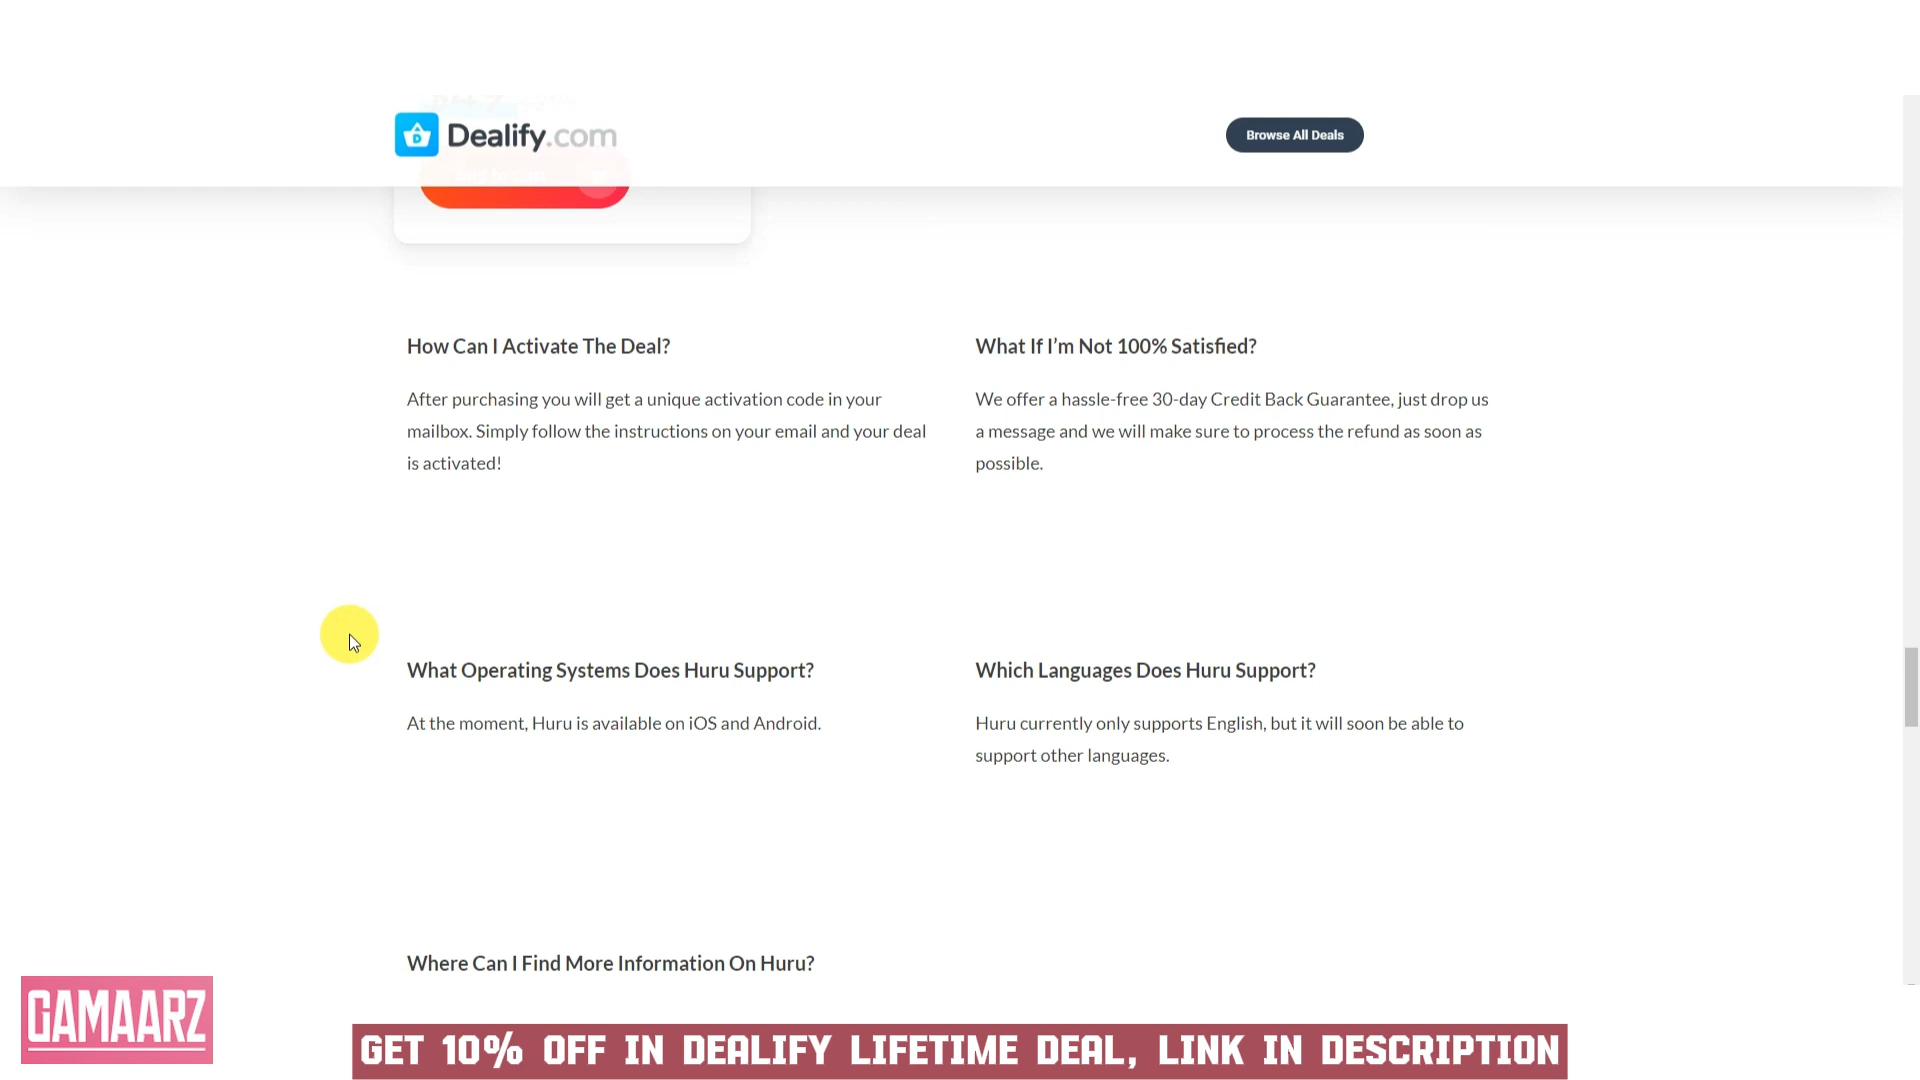 Dealify.com
Browse All Deals
How Can I Activate The Deal?
After purchasing you will get a unique activation code in your
mailbox. Simply follow the instructions on your email and your deal
is activated!
What If I’m Not 100% Satisfied?
We offer a hassle-free 30-day Credit Back Guarantee, just drop us
a message and we will make sure to process the refund as soon as
possible.
What Operating Systems Does Huru Support?
At the moment, Huru is available on iOS and Android.
Which Languages Does Huru Support?
Huru currently only supports English, but it will soon be able to
support other languages.
Where Can I Find More Information On Huru?
GAMAARZ
GET 10% OFF IN DEALIFY LIFETIME DEAL, LINK IN DESCRIPTION